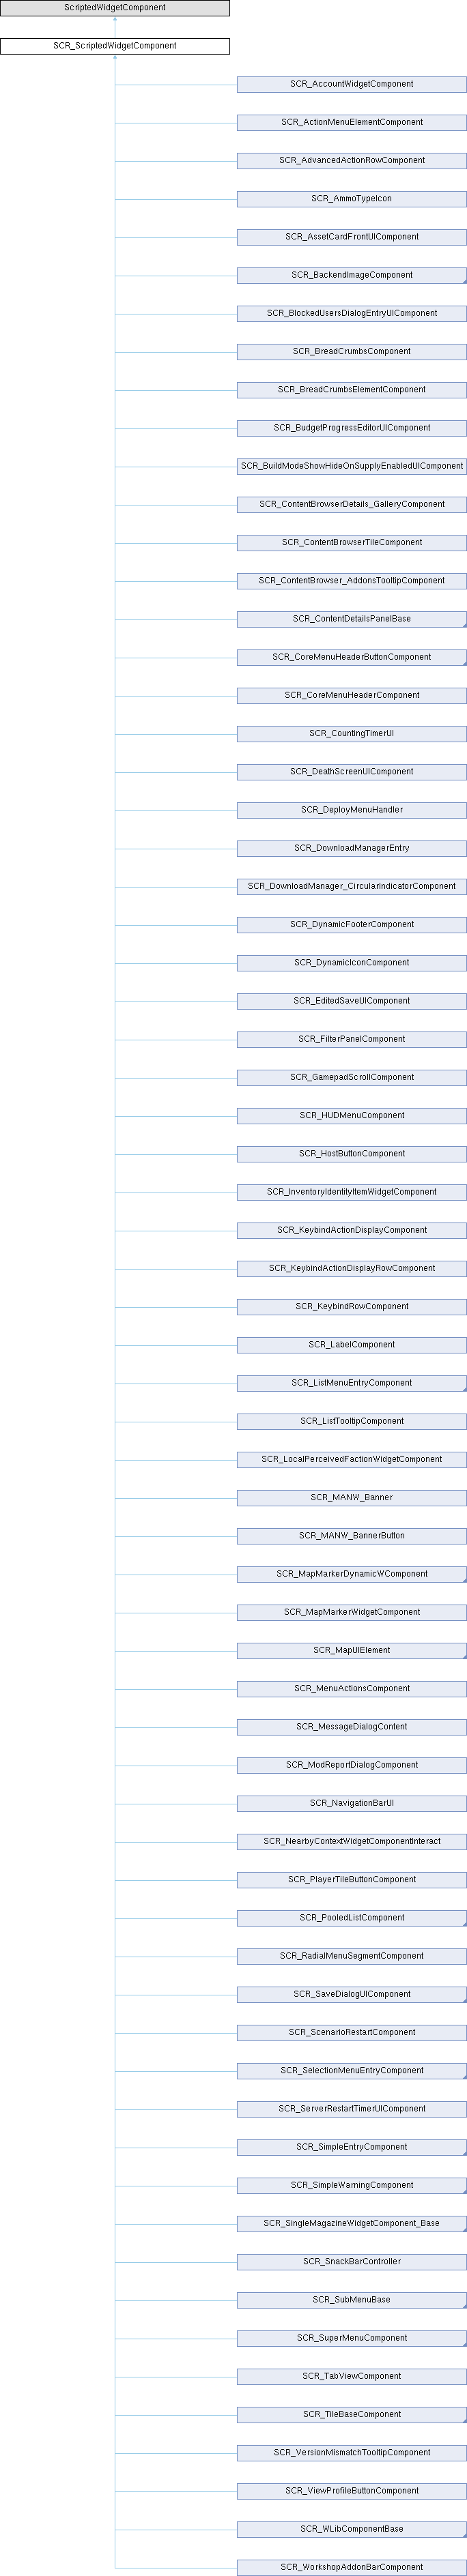 ScriptedWidgetComponent
SCR_ScriptedWidgetComponent
SCR_AccountWidgetComponent
SCR_ActionMenuElementComponent
SCR_AdvancedActionRowComponent
SCR_AmmoTypeIcon
SCR_AssetCardFrontUIComponent
SCR_BackendImageComponent
SCR_BlockedUsersDialogEntryUIComponent
SCR_BreadCrumbsComponent
SCR_BreadCrumbsElementComponent
SCR_BudgetProgressEditorUIComponent
SCR_BuildModeShowHideOnSupplyEnabledUIComponent
SCR_ContentBrowserDetails_GalleryComponent
SCR_ContentBrowserTileComponent
SCR_ContentBrowser_AddonsTooltipComponent
SCR_ContentDetailsPanelBase
SCR_CoreMenuHeaderButtonComponent
SCR_CoreMenuHeaderComponent
SCR_CountingTimerUI
SCR_DeathScreenUIComponent
SCR_DeployMenuHandler
SCR_DownloadManagerEntry
SCR_DownloadManager_CircularIndicatorComponent
SCR_DynamicFooterComponent
SCR_DynamicIconComponent
SCR_EditedSaveUIComponent
SCR_FilterPanelComponent
SCR_GamepadScrollComponent
SCR_HUDMenuComponent
SCR_HostButtonComponent
SCR_InventoryIdentityItemWidgetComponent
SCR_KeybindActionDisplayComponent
SCR_KeybindActionDisplayRowComponent
SCR_KeybindRowComponent
SCR_LabelComponent
SCR_ListMenuEntryComponent
SCR_ListTooltipComponent
SCR_LocalPerceivedFactionWidgetComponent
SCR_MANW_Banner
SCR_MANW_BannerButton
SCR_MapMarkerDynamicWComponent
SCR_MapMarkerWidgetComponent
SCR_MapUIElement
SCR_MenuActionsComponent
SCR_MessageDialogContent
SCR_ModReportDialogComponent
SCR_NavigationBarUI
SCR_NearbyContextWidgetComponentInteract
SCR_PlayerTileButtonComponent
SCR_PooledListComponent
SCR_RadialMenuSegmentComponent
SCR_SaveDialogUIComponent
SCR_ScenarioRestartComponent
SCR_SelectionMenuEntryComponent
SCR_ServerRestartTimerUIComponent
SCR_SimpleEntryComponent
SCR_SimpleWarningComponent
SCR_SingleMagazineWidgetComponent_Base
SCR_SnackBarController
SCR_SubMenuBase
SCR_SuperMenuComponent
SCR_TabViewComponent
SCR_TileBaseComponent
SCR_VersionMismatchTooltipComponent
SCR_ViewProfileButtonComponent
SCR_WLibComponentBase
SCR_WorkshopAddonBarComponent